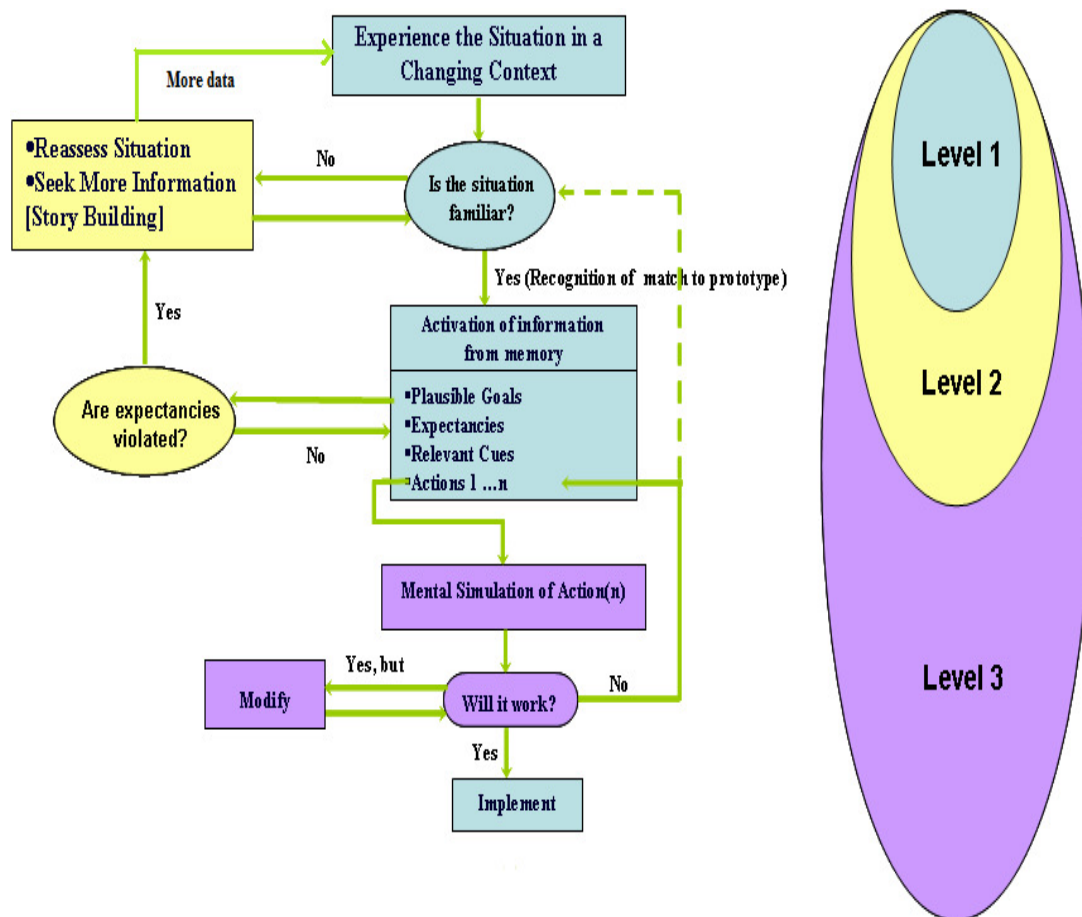 Experience the Situation in a
Changing Context
More data
▪Reassess Situation
▪Seek More Information
[Story Building]
No
Is the situation
familiar?
Yes (Recognition of match to prototype)
Yes
Activation of information
from memory
▪Plausible Goals
▪Expectancies
▪Relevant Cues
▪Actions 1 ...n
Are expectancies
violated?
No
Mental Simulation of Action(n)
Yes, but
Modify
Will it work?
No
Yes
Implement
Level 1
Level 2
Level 3